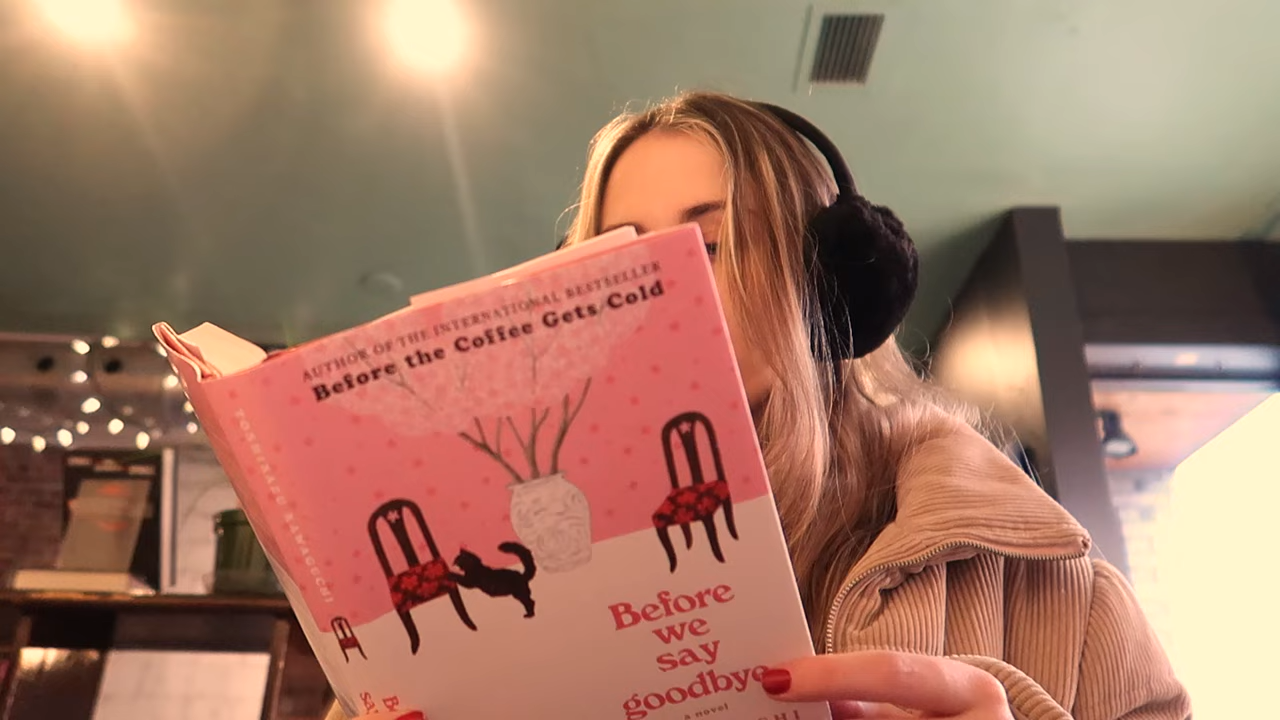 AUTHOR OF THE INTERNATIONAL BESTSELLER
Before the Coffee Gets Cold
TOSHIKAZU KAWAGUCHI
Before
we
say
goodbye
a novel